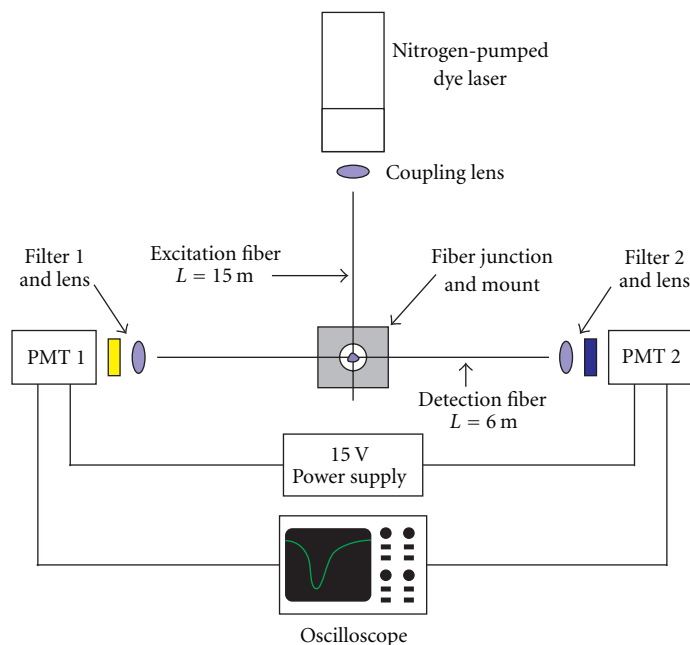 Nitrogen-pumped
dye laser
Coupling lens
Excitation fiber
L = 15 m
Filter 1
and lens
Fiber junction
and mount
Filter 2
and lens
PMT 1
PMT 2
Detection fiber
L = 6 m
15 V
Power supply
Oscilloscope